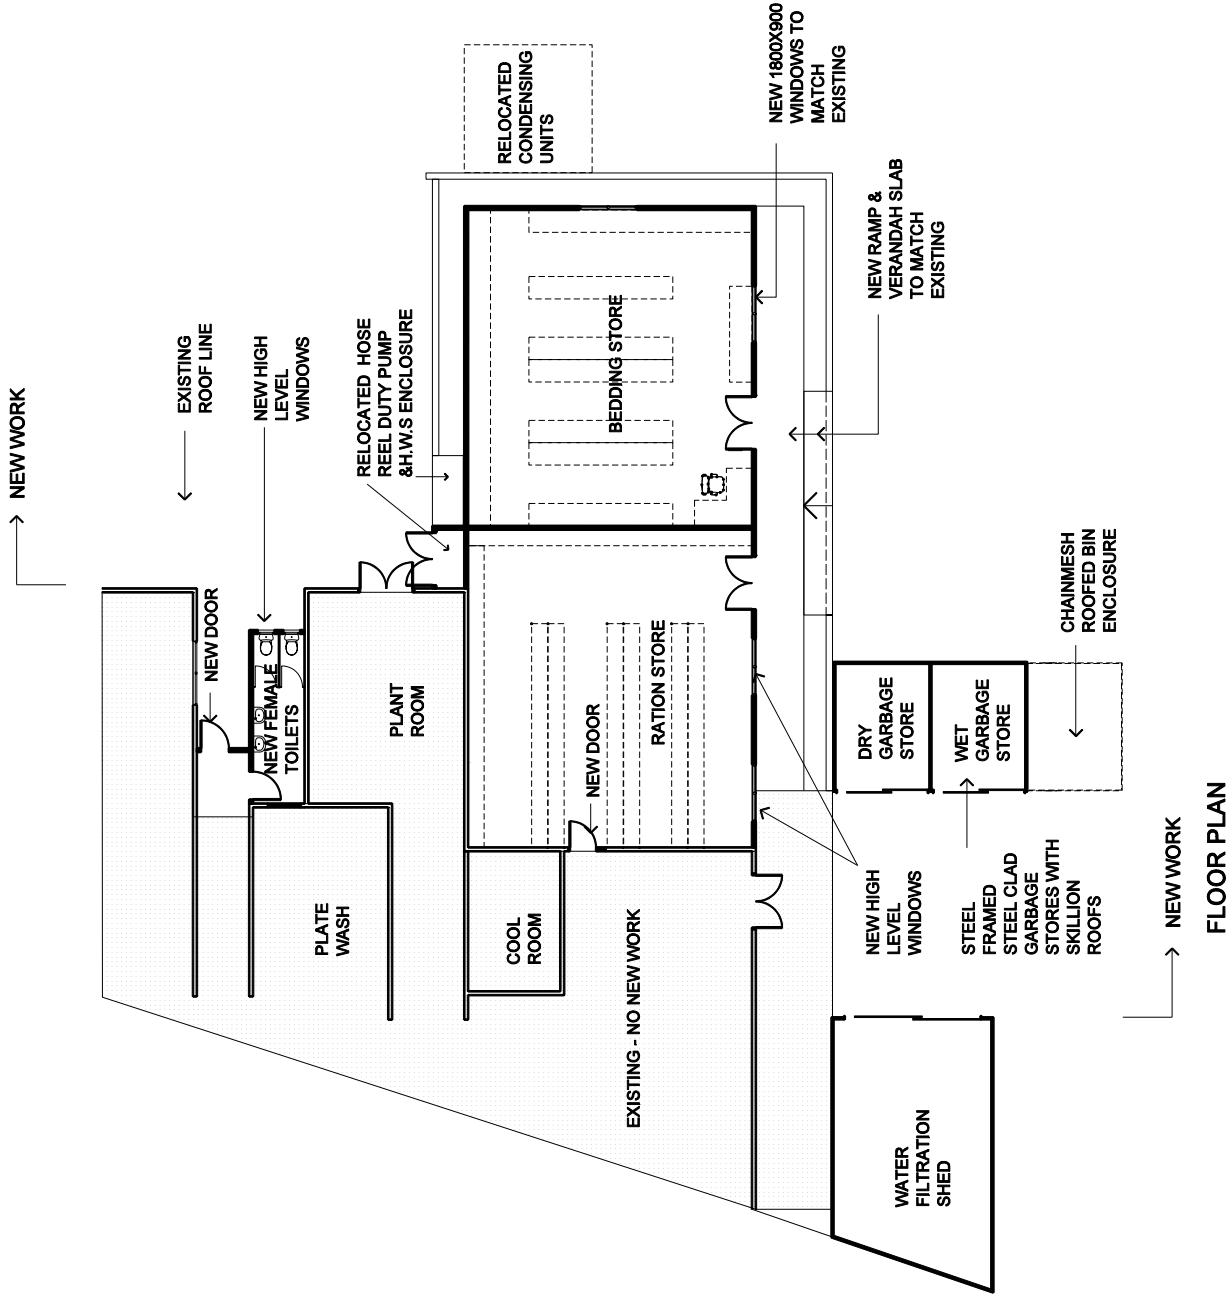 NEW WORK
EXISTING
ROOF LINE
NEW HIGH
LEVEL
WINDOWS
RELOCATED HOSE
REEL DUTY PUMP
&H.W.S ENCLOSURE
RELOCATED
CONDENSING
UNITS
NEW 1800X900
WINDOWS TO
MATCH
EXISTING
NEW RAMP &
VERANDAH SLAB
TO MATCH
EXISTING
BEDDING STORE
NEW DOOR
NEW FEMALE
TOILETS
PLANT
ROOM
RATION STORE
NEW DOOR
DRY
GARBAGE
STORE
WET
GARBAGE
STORE
CHAINMESH
ROOFED BIN
ENCLOSURE
PLATE
WASH
COOL
ROOM
EXISTING - NO NEW WORK
NEW HIGH
LEVEL
WINDOWS
STEEL
FRAMED
STEEL CLAD
GARBAGE
STORES WITH
SKILLION
ROOFS
NEW WORK
WATER
FILTRATION
SHED
FLOOR PLAN